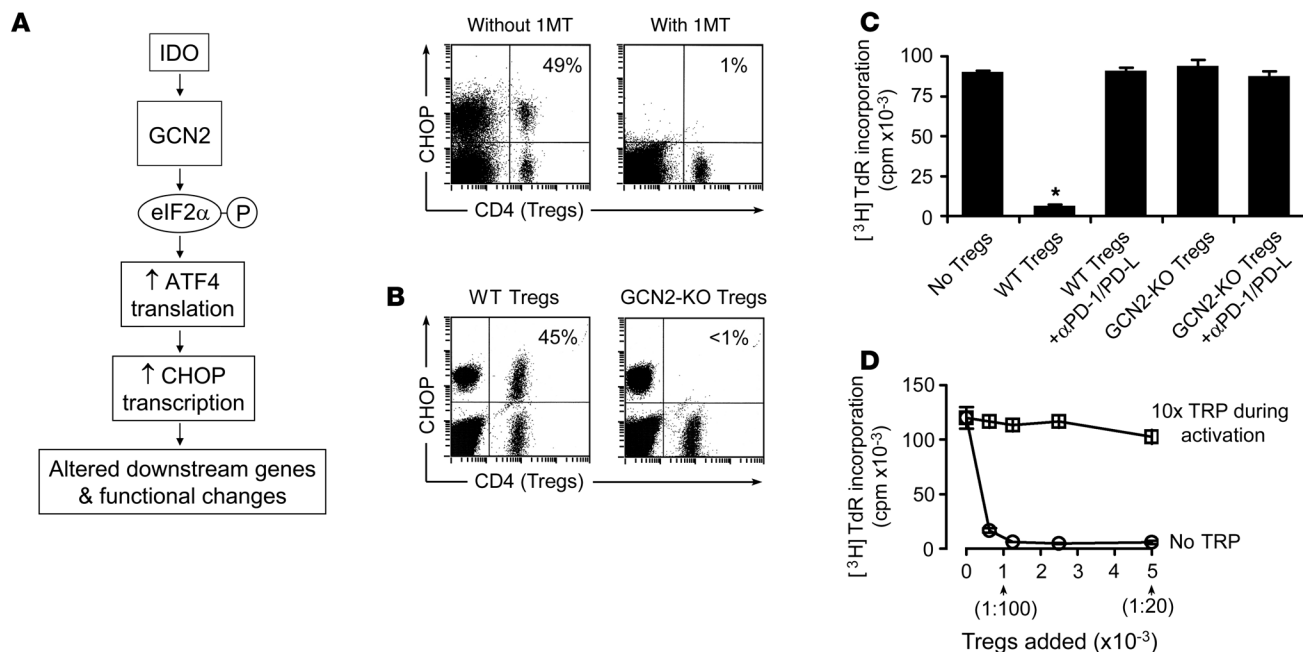 A
IDO
GCN2
eIF2α
P
↑ ATF4
translation
↑ CHOP
transcription
Altered downstream genes
& functional changes
Without 1MT
With 1MT
49%
1%
CHOP
CD4 (Tregs)
B
WT Tregs
GCN2-KO Tregs
45%
<1%
CHOP
CD4 (Tregs)
C
[³H] TdR incorporation
(cpm x10⁻³)
100
75
50
25
0
*
No Tregs
WT Tregs
WT Tregs
+αPD-1/PD-L
GCN2-KO Tregs
GCN2-KO Tregs
+αPD-1/PD-L
D
[³H] TdR incorporation
(cpm x10⁻³)
150
100
50
0
10x TRP during
activation
No TRP
0 1 2 3 4 5
(1:100) (1:20)
Tregs added (x10⁻³)